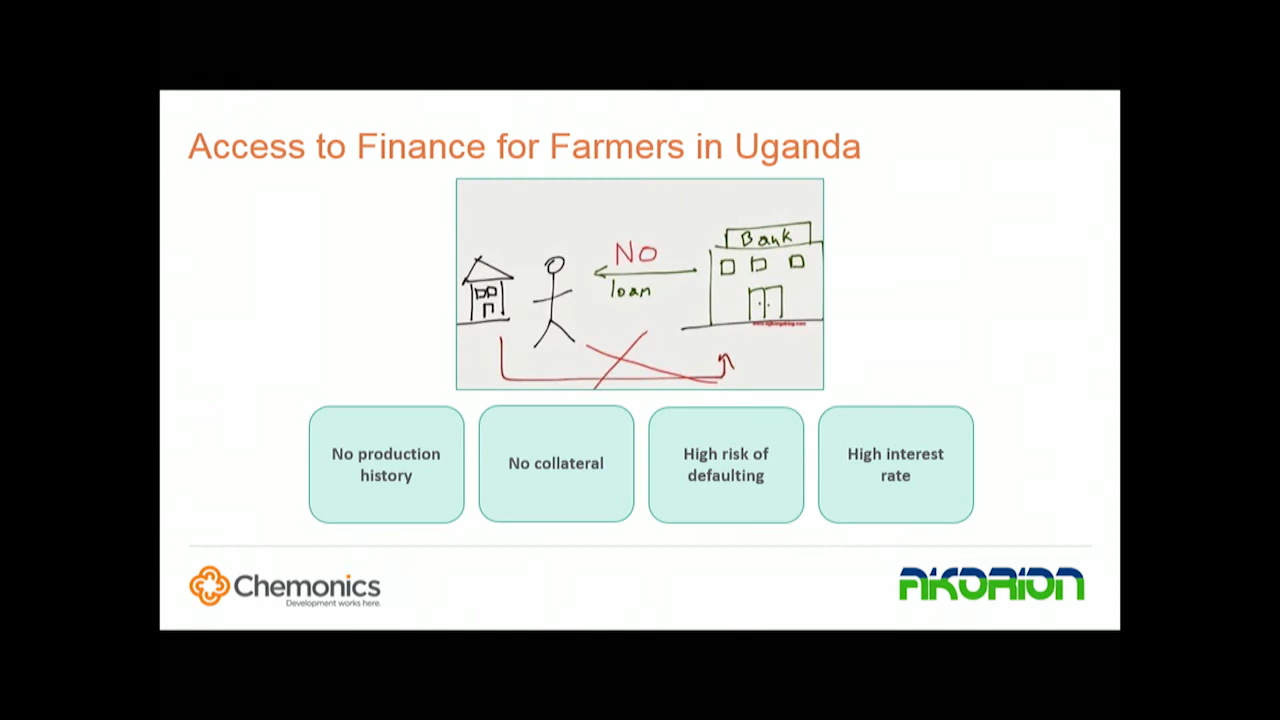 Access to Finance for Farmers in Uganda
Bank
NO
loan
No production
history
No collateral
High risk of
defaulting
High interest
rate
Chemonics
Development works here.
AKORION